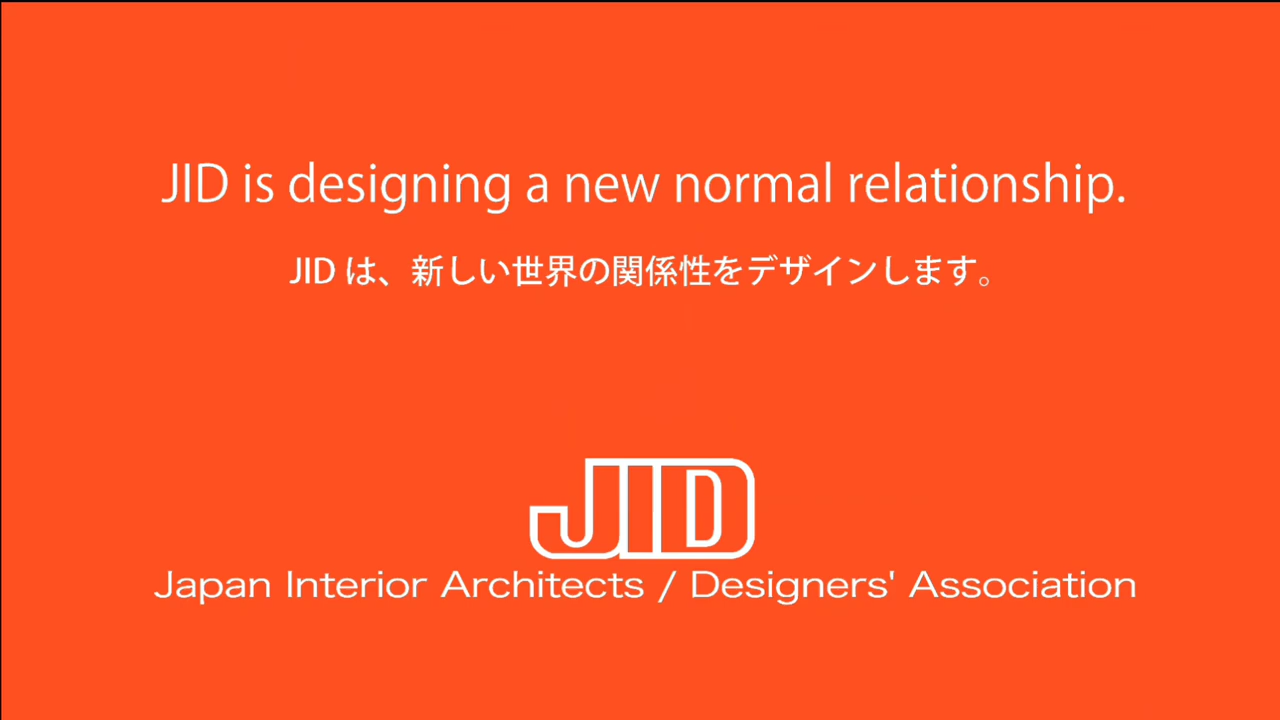 JID is designing a new normal relationship.
JID は、新しい世界の関係性をデザインします。
JID
Japan Interior Architects / Designers' Association